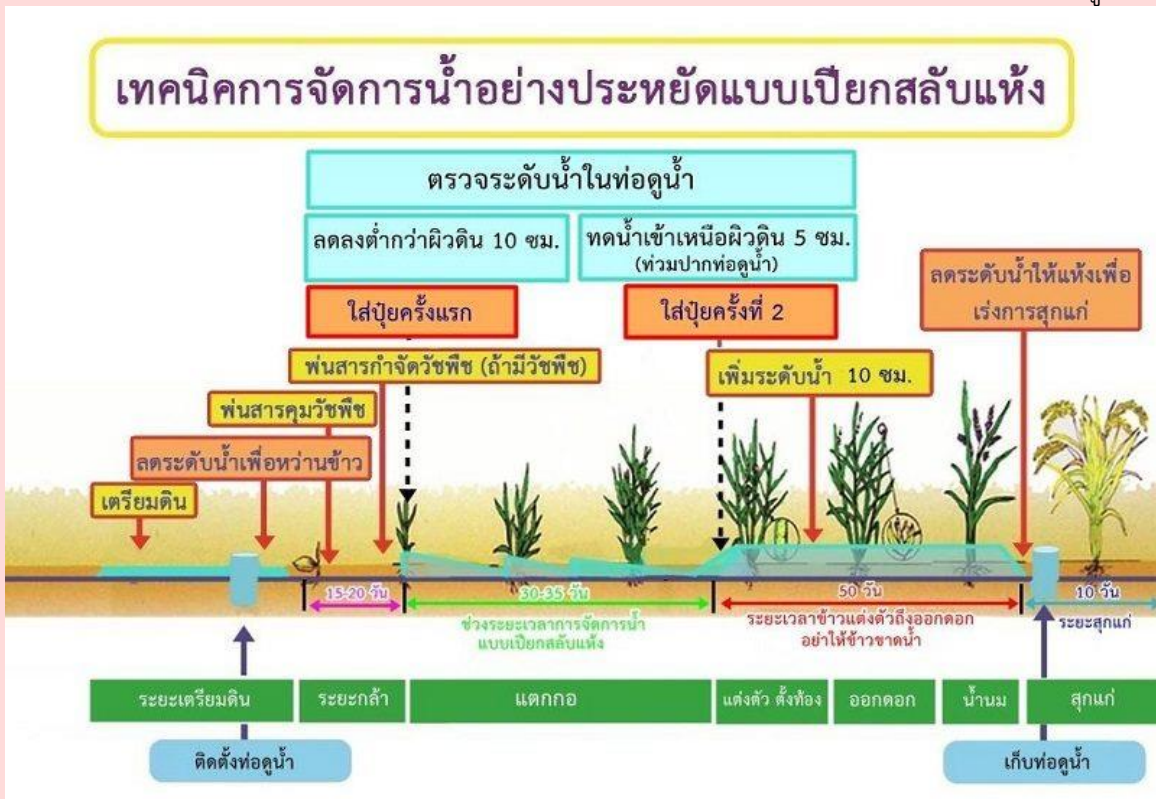 เทคนิคการจัดการน้ำอย่างประหยัดแบบเปียกสลับแห้ง
ตรวจระดับน้ำในท่อดูน้ำ
ลดลงต่ำกว่าผิวดิน 10 ซม.
ทดน้ำเข้าเหนือผิวดิน 5 ซม.
(ท่วมปากท่อดูน้ำ)
ลดระดับน้ำให้แห้งเพื่อ
เร่งการสุกแก่
ใส่ปุ๋ยครั้งแรก
ใส่ปุ๋ยครั้งที่ 2
พ่นสารกำจัดวัชพืช (ถ้ามีวัชพืช)
เพิ่มระดับน้ำ 10 ซม.
พ่นสารคุมวัชพืช
ลดระดับน้ำเพื่อหว่านข้าว
เตรียมดิน
15-20 วัน
30-35 วัน
50 วัน
10 วัน
ช่วงระยะเวลาการจัดการน้ำ
แบบเปียกสลับแห้ง
ระยะเวลาข้าวแต่งตัวถึงออกดอก
อย่าให้ข้าวขาดน้ำ
ระยะสุกแก่
ระยะเตรียมดิน
ระยะกล้า
แตกกอ
แต่งตัว ตั้งท้อง
ออกดอก
น้ำนม
สุกแก่
ติดตั้งท่อดูน้ำ
เก็บท่อดูน้ำ